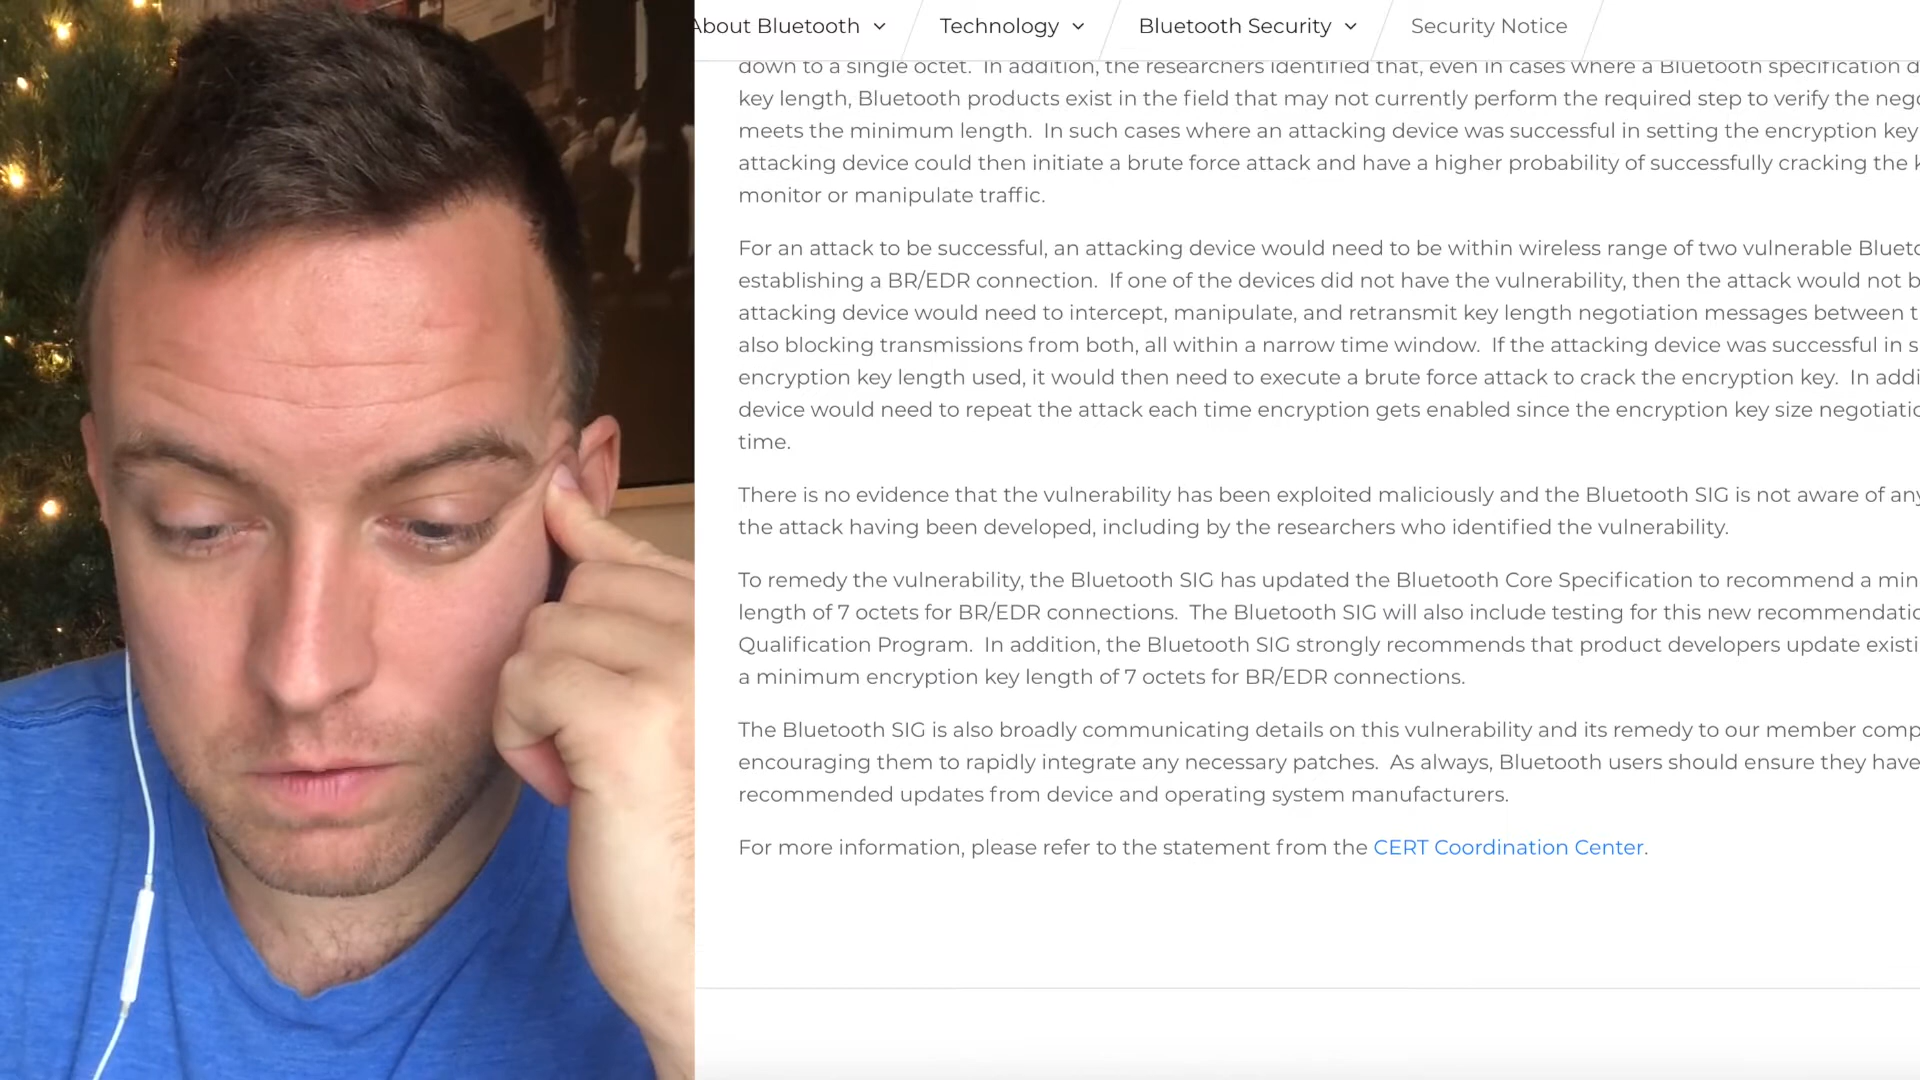 About Bluetooth Technology Bluetooth Security Security Notice
down to a single octet. In addition, the researchers identified that, even in cases where a Bluetooth specification
key length, Bluetooth products exist in the field that may not currently perform the required step to verify the
meets the minimum length. In such cases where an attacking device was successful in setting the encryption key
attacking device could then initiate a brute force attack and have a higher probability of successfully cracking the
monitor or manipulate traffic.
For an attack to be successful, an attacking device would need to be within wireless range of two vulnerable
establishing a BR/EDR connection. If one of the devices did not have the vulnerability, then the attack would not
attacking device would need to intercept, manipulate, and retransmit key length negotiation messages between
also blocking transmissions from both, all within a narrow time window. If the attacking device was successful in
encryption key length used, it would then need to execute a brute force attack to crack the encryption key. In
device would need to repeat the attack each time encryption gets enabled since the encryption key size
time.
There is no evidence that the vulnerability has been exploited maliciously and the Bluetooth SIG is not aware of any
the attack having been developed, including by the researchers who identified the vulnerability.
To remedy the vulnerability, the Bluetooth SIG has updated the Bluetooth Core Specification to recommend a
length of 7 octets for BR/EDR connections. The Bluetooth SIG will also include testing for this new
Qualification Program. In addition, the Bluetooth SIG strongly recommends that product developers update
a minimum encryption key length of 7 octets for BR/EDR connections.
The Bluetooth SIG is also broadly communicating details on this vulnerability and its remedy to our member
encouraging them to rapidly integrate any necessary patches. As always, Bluetooth users should ensure they have
recommended updates from device and operating system manufacturers.
For more information, please refer to the statement from the CERT Coordination Center.